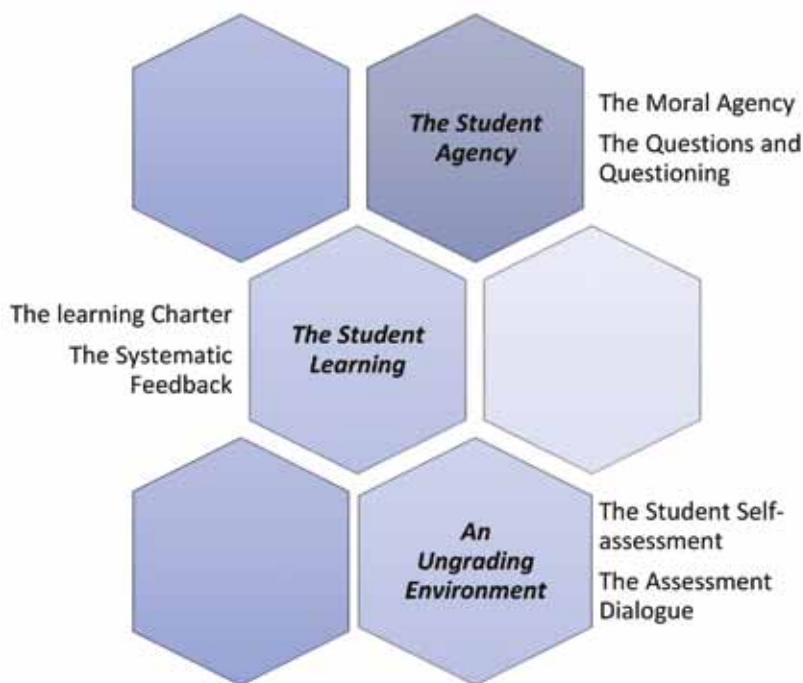 The Student
Agency
The Moral Agency
The Questions and
Questioning
The learning Charter
The Systematic
Feedback
The Student
Learning
An
Ungrading
Environment
The Student Self-
assessment
The Assessment
Dialogue